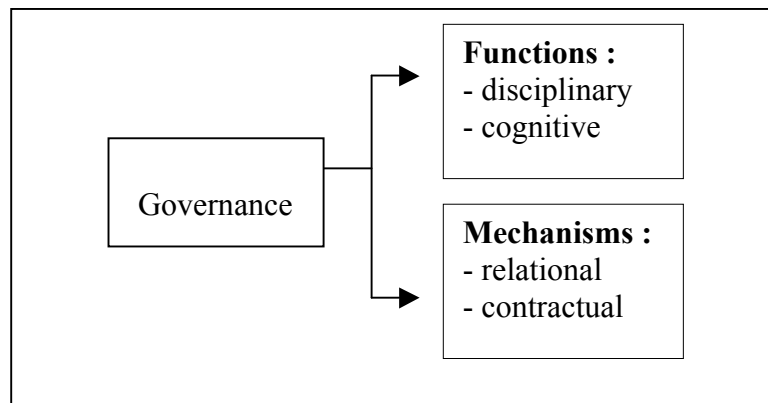 Governance
Functions :
- disciplinary
- cognitive
Mechanisms :
- relational
- contractual